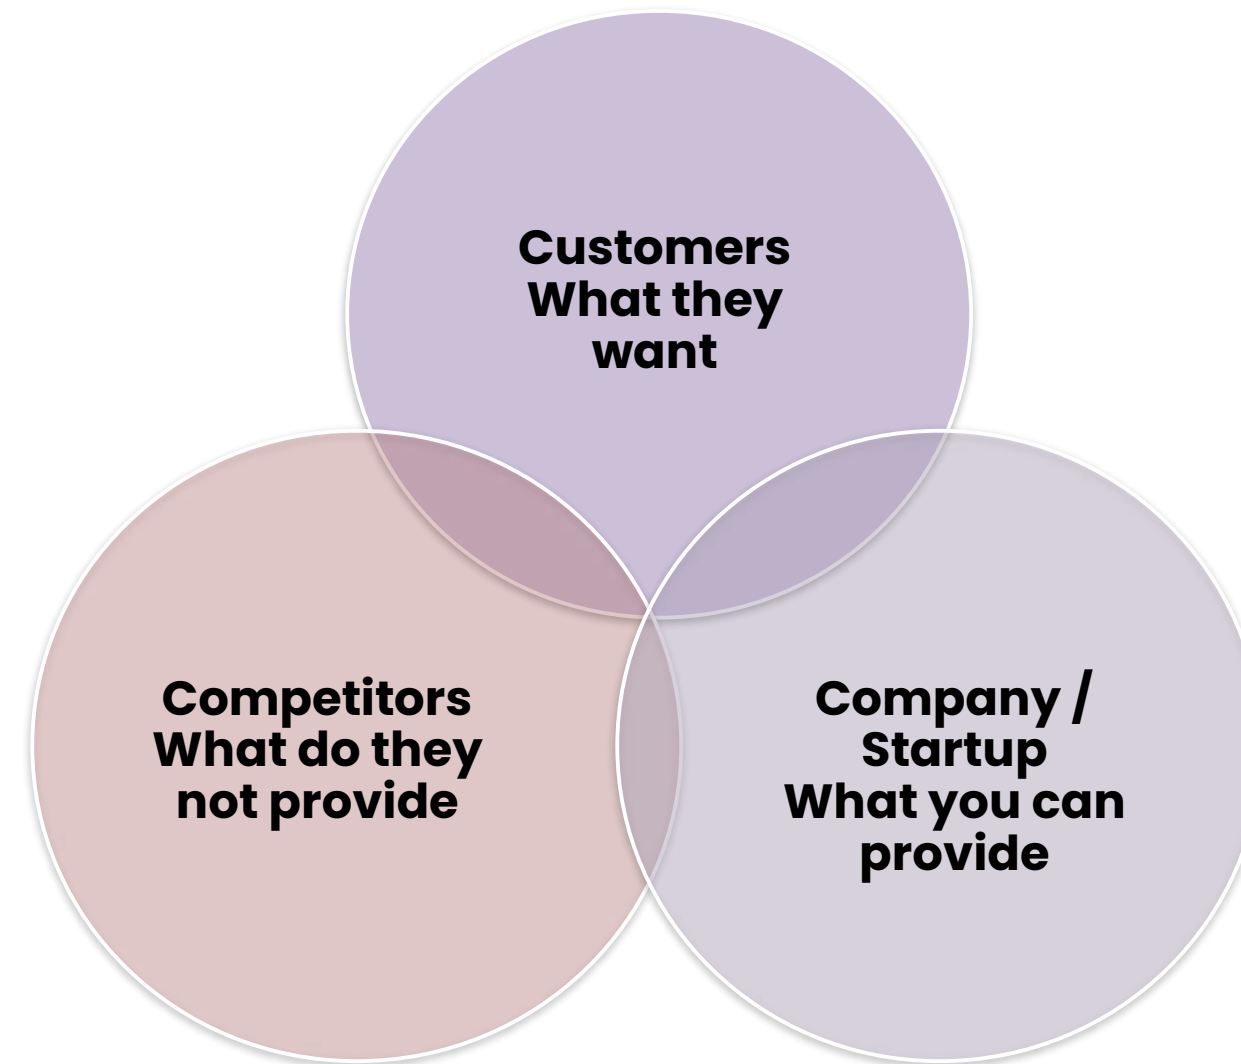 Customers
What they
want
Competitors
What do they
not provide
Company /
Startup
What you can
provide